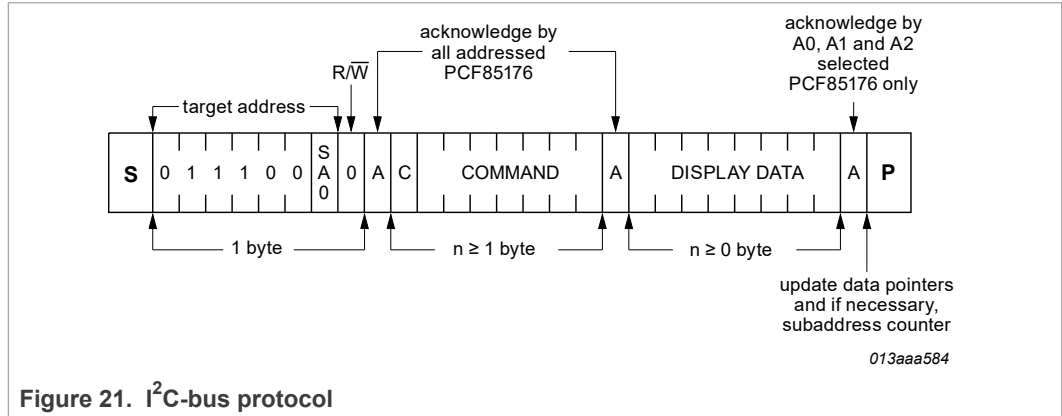 acknowledge by
all addressed
PCF85176
acknowledge by
A0, A1 and A2
selected
PCF85176 only
R/W̅
target address
S 0 1 1 1 0 0 SA0 0 A C COMMAND A DISPLAY DATA A P
1 byte
n ≥ 1 byte
n ≥ 0 byte
update data pointers
and if necessary,
subaddress counter
013aaa584
Figure 21. I²C-bus protocol